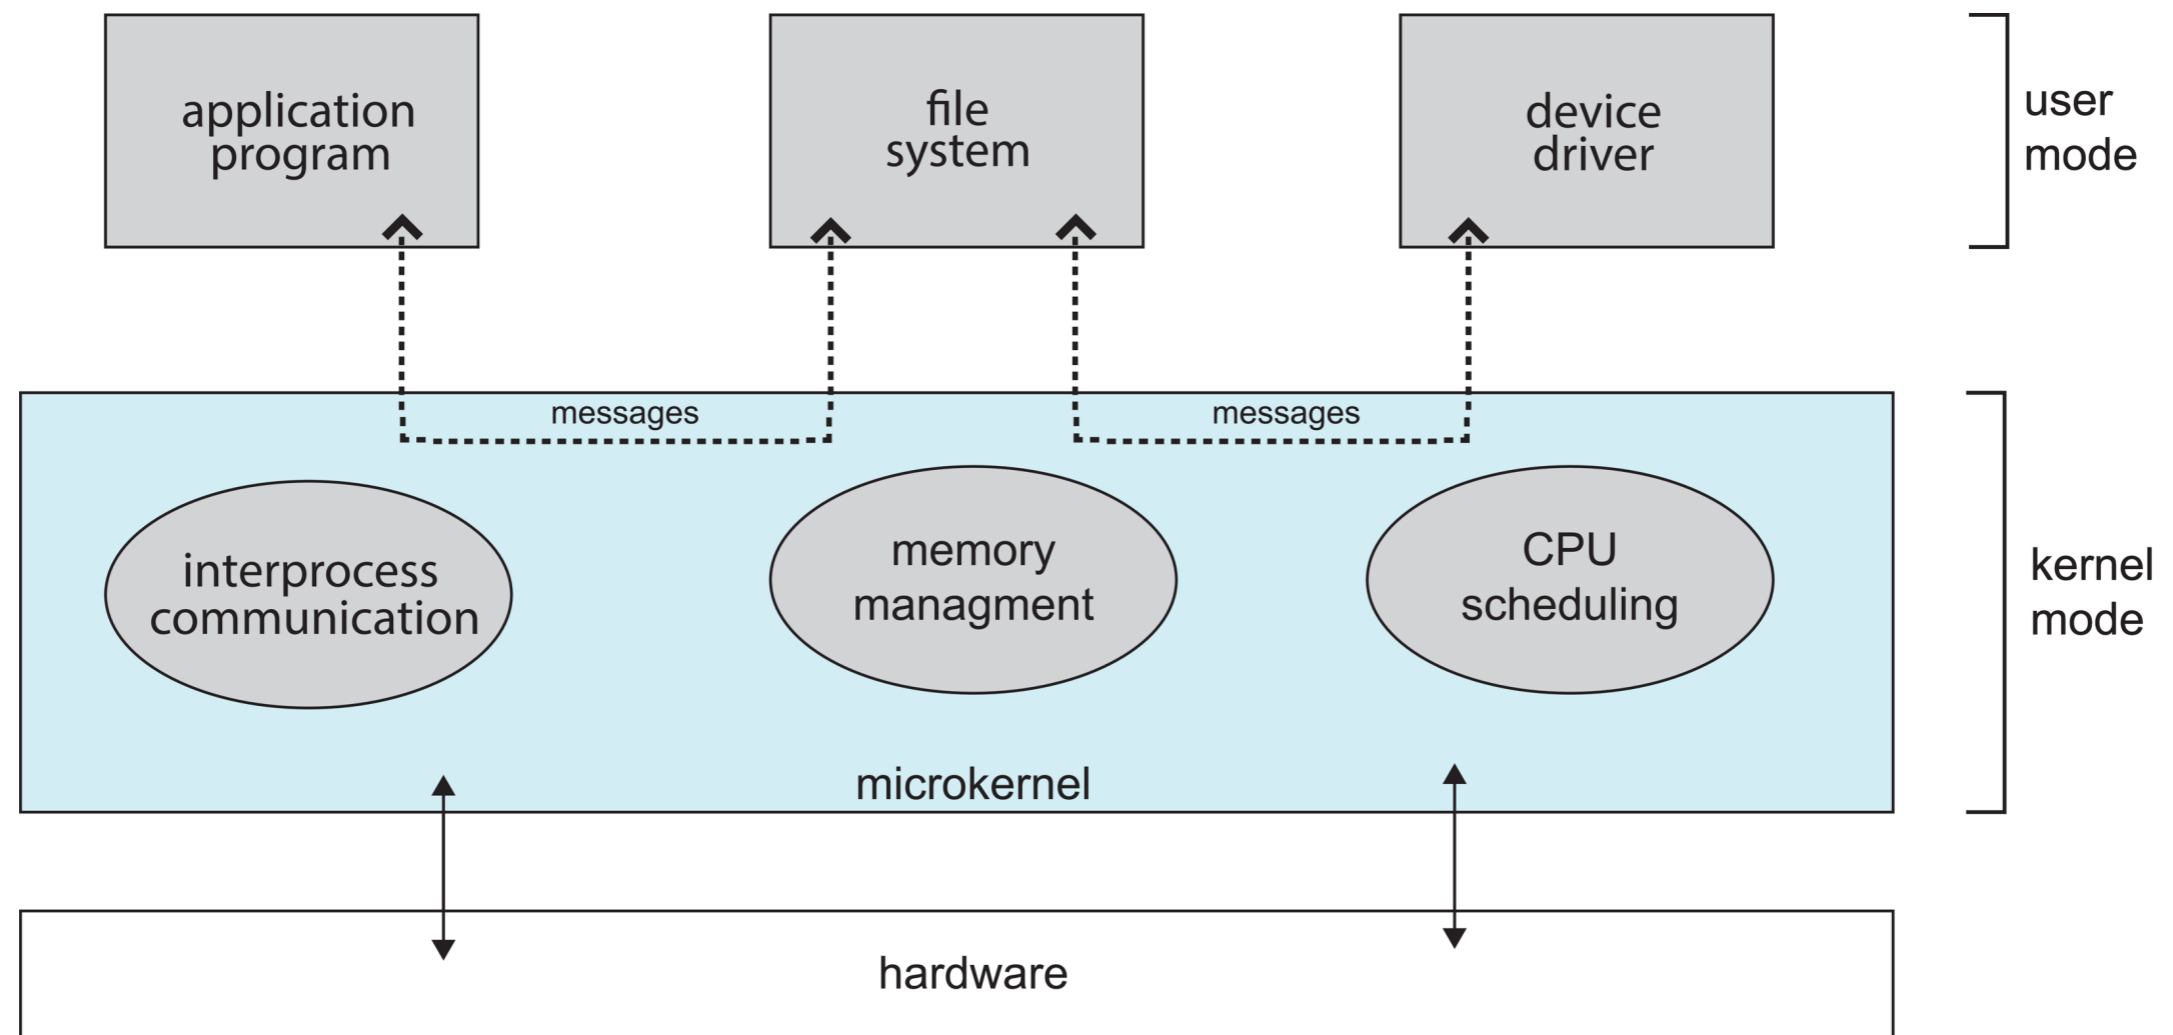 application
program
file
system
device
driver
user
mode
messages
messages
interprocess
communication
memory
managment
CPU
scheduling
kernel
mode
microkernel
hardware